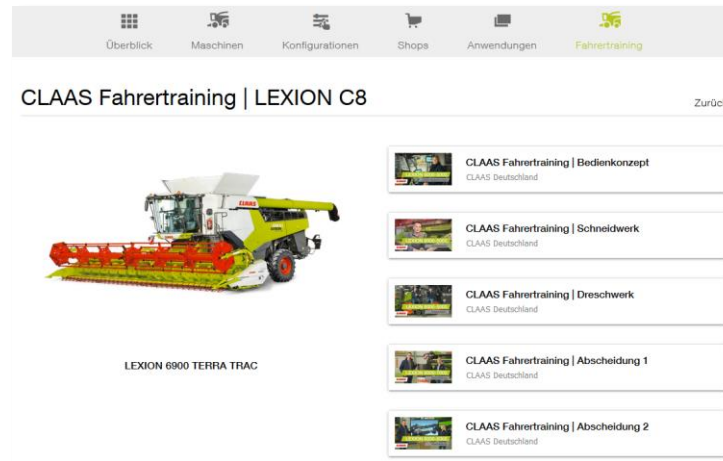 Überblick
Maschinen
Konfigurationen
Shops
Anwendungen
Fahrertraining
CLAAS Fahrertraining | LEXION C8
Zurück
CLAAS
LEXION 6900 TERRA TRAC
CLAAS Fahrertraining | Bedienkonzept
CLAAS Deutschland
CLAAS Fahrertraining | Schneidwerk
CLAAS Deutschland
CLAAS Fahrertraining | Dreschwerk
CLAAS Deutschland
CLAAS Fahrertraining | Abscheidung 1
CLAAS Deutschland
CLAAS Fahrertraining | Abscheidung 2
CLAAS Deutschland